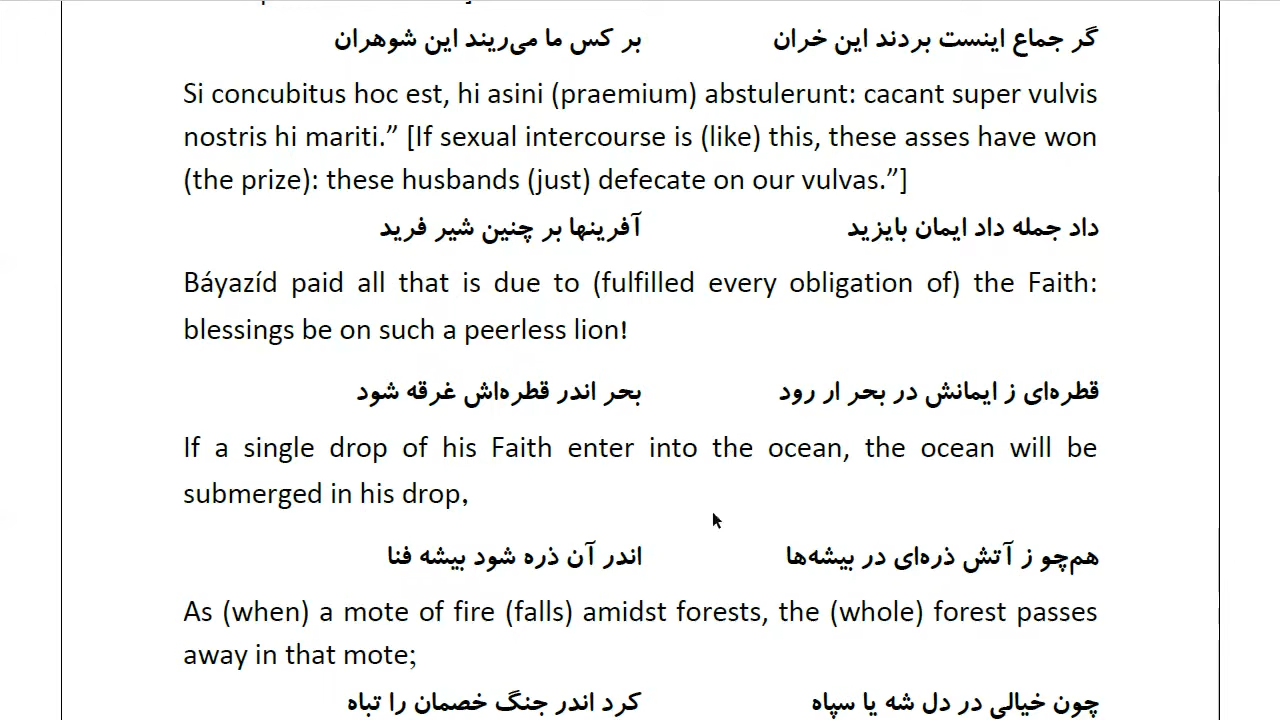 گر جماع اینست بردند این خران بر کس ما می‌ریند این شوهران
Si concubitus hoc est, hi asini (praemium) abstulerunt: cacant super vulvis
nostris hi mariti.” [If sexual intercourse is (like) this, these asses have won
(the prize): these husbands (just) defecate on our vulvas.”]
داد جمله داد ایمان بایزید آفرینها بر چنین شیر فرید
Báyazíd paid all that is due to (fulfilled every obligation of) the Faith:
blessings be on such a peerless lion!
قطره‌ای ز ایمانش در بحر ار رود بحر اندر قطره‌اش غرقه شود
If a single drop of his Faith enter into the ocean, the ocean will be
submerged in his drop,
هم‌چو ز آتش ذره‌ای در بیشه‌ها اندر آن ذره شود بیشه فنا
As (when) a mote of fire (falls) amidst forests, the (whole) forest passes
away in that mote;
چون خیالی در دل شه یا سپاه کرد اندر جنگ خصمان را تباه